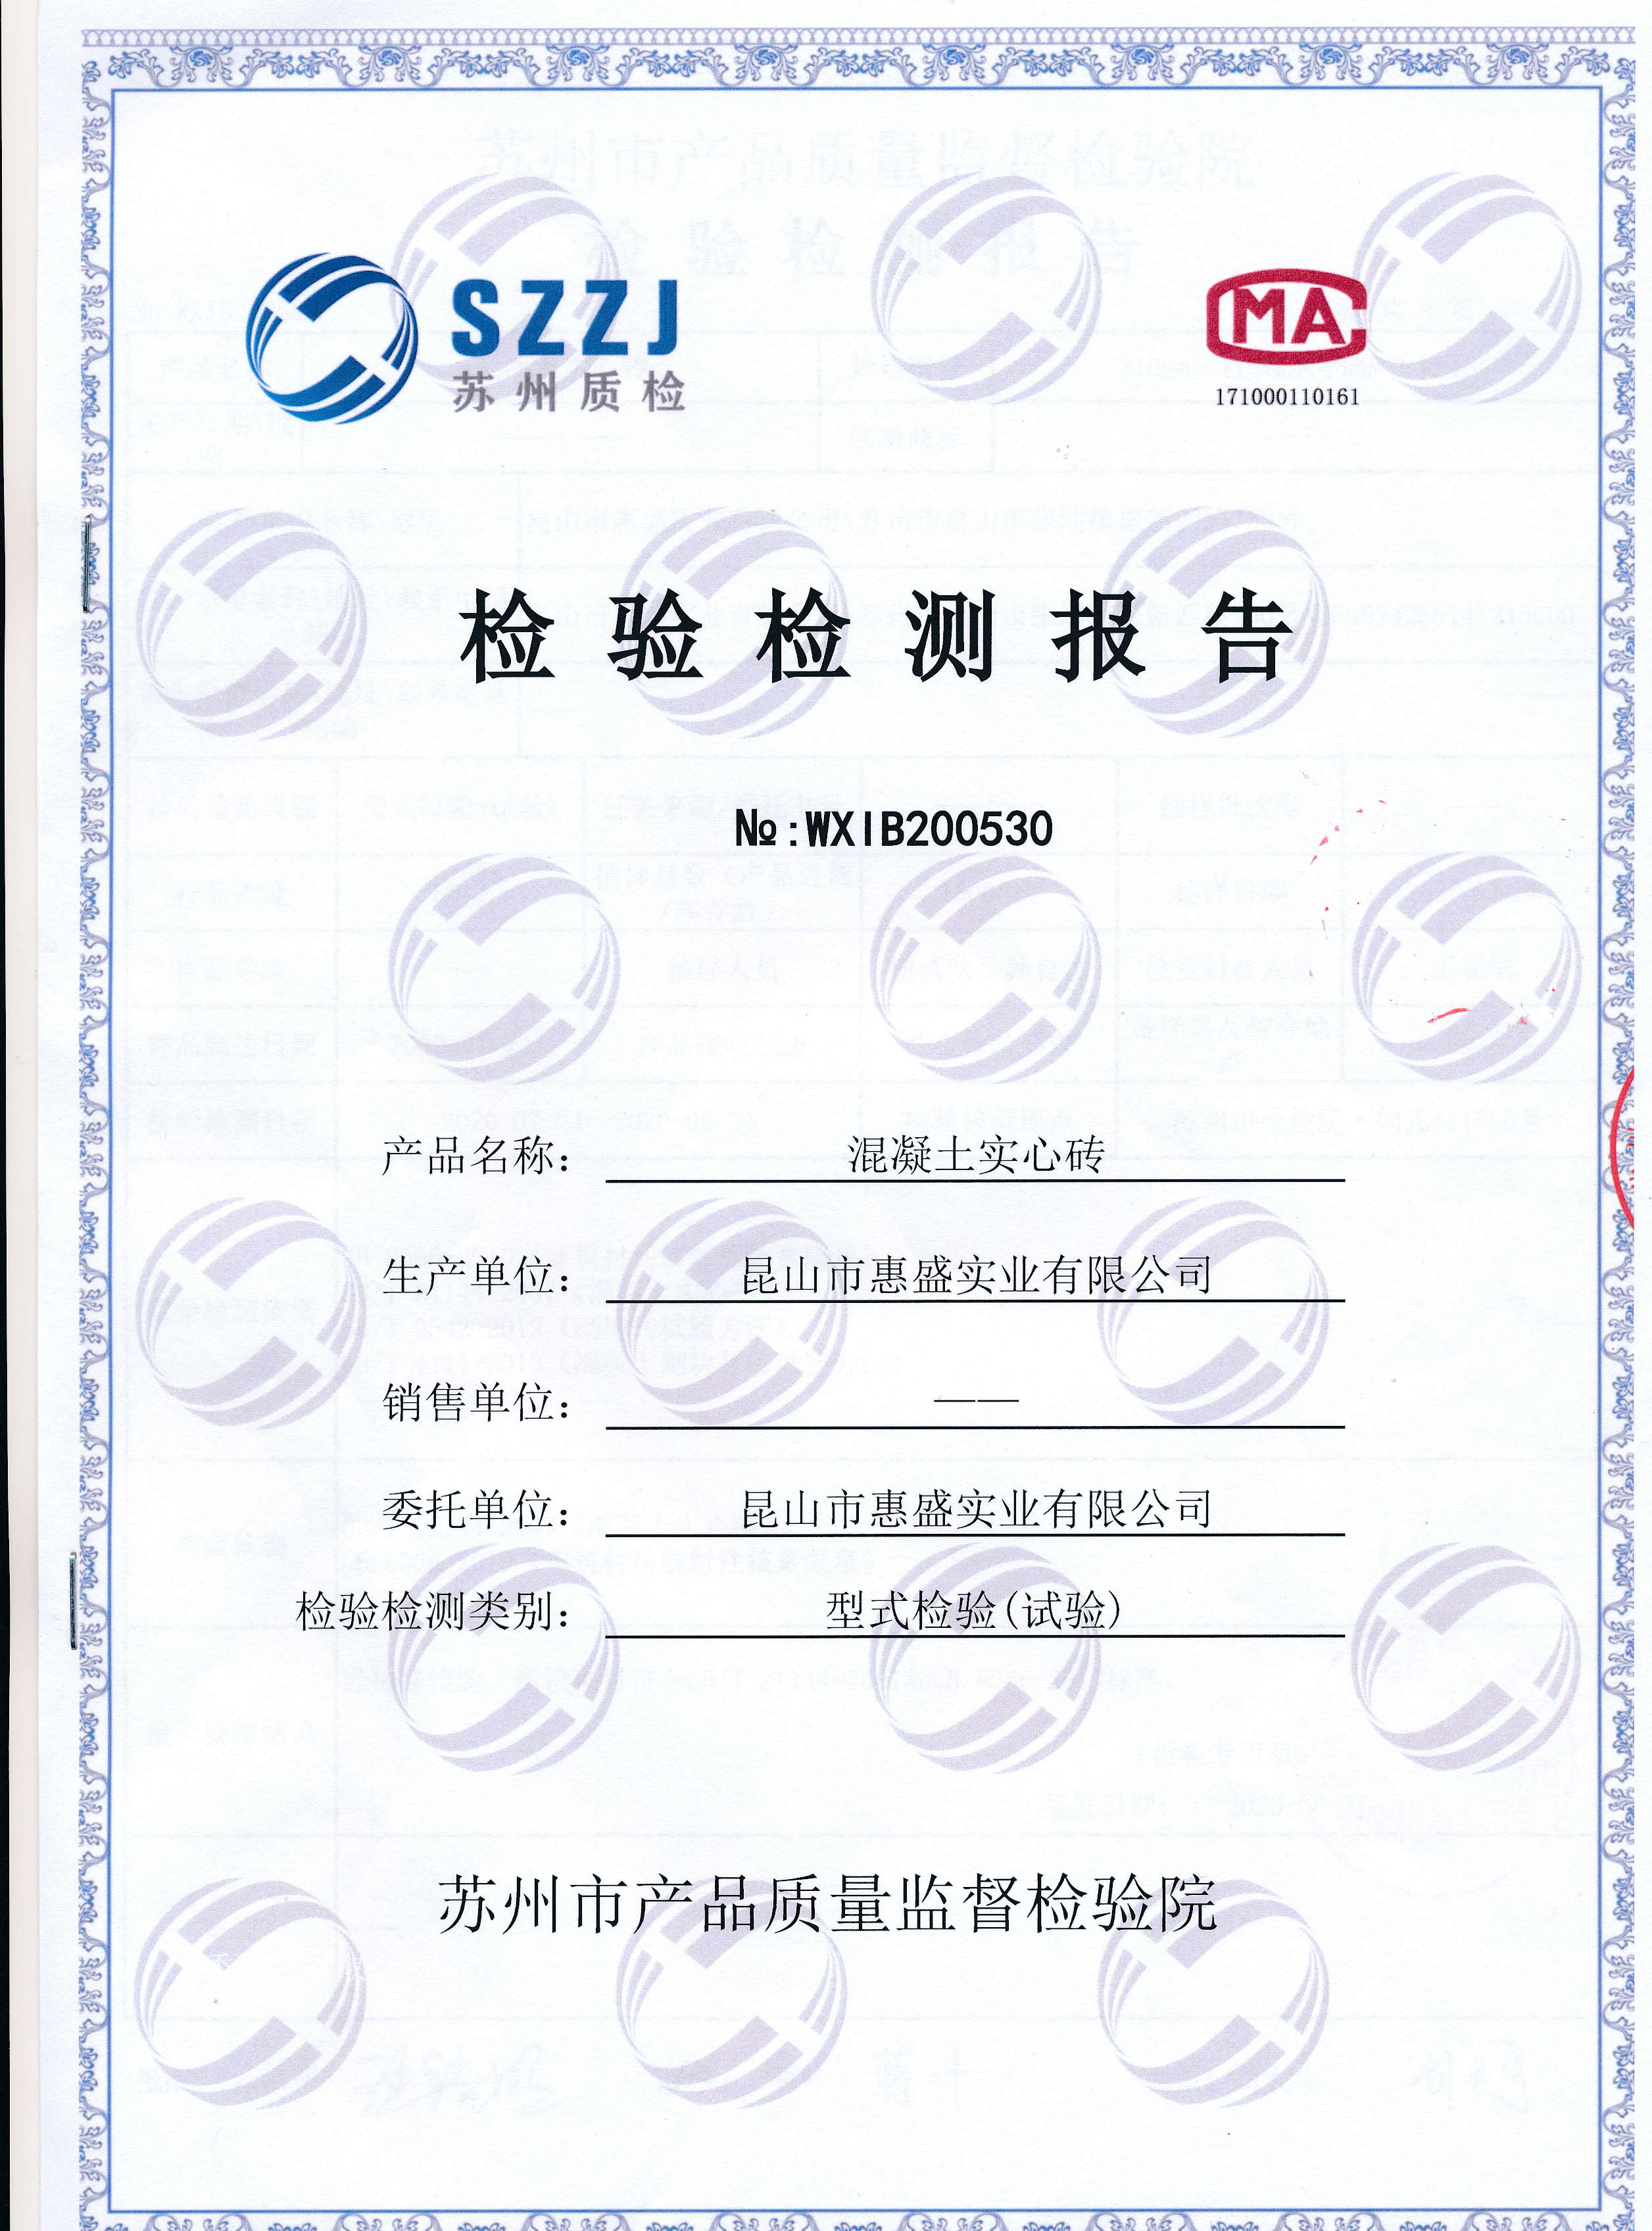 SZZJ
苏州质检
CMA
171000110161
检验检测报告
№:WXIB200530
产品名称： 混凝土实心砖
生产单位： 昆山市惠盛实业有限公司
销售单位： ——
委托单位： 昆山市惠盛实业有限公司
检验检测类别： 型式检验(试验)
苏州市产品质量监督检验院